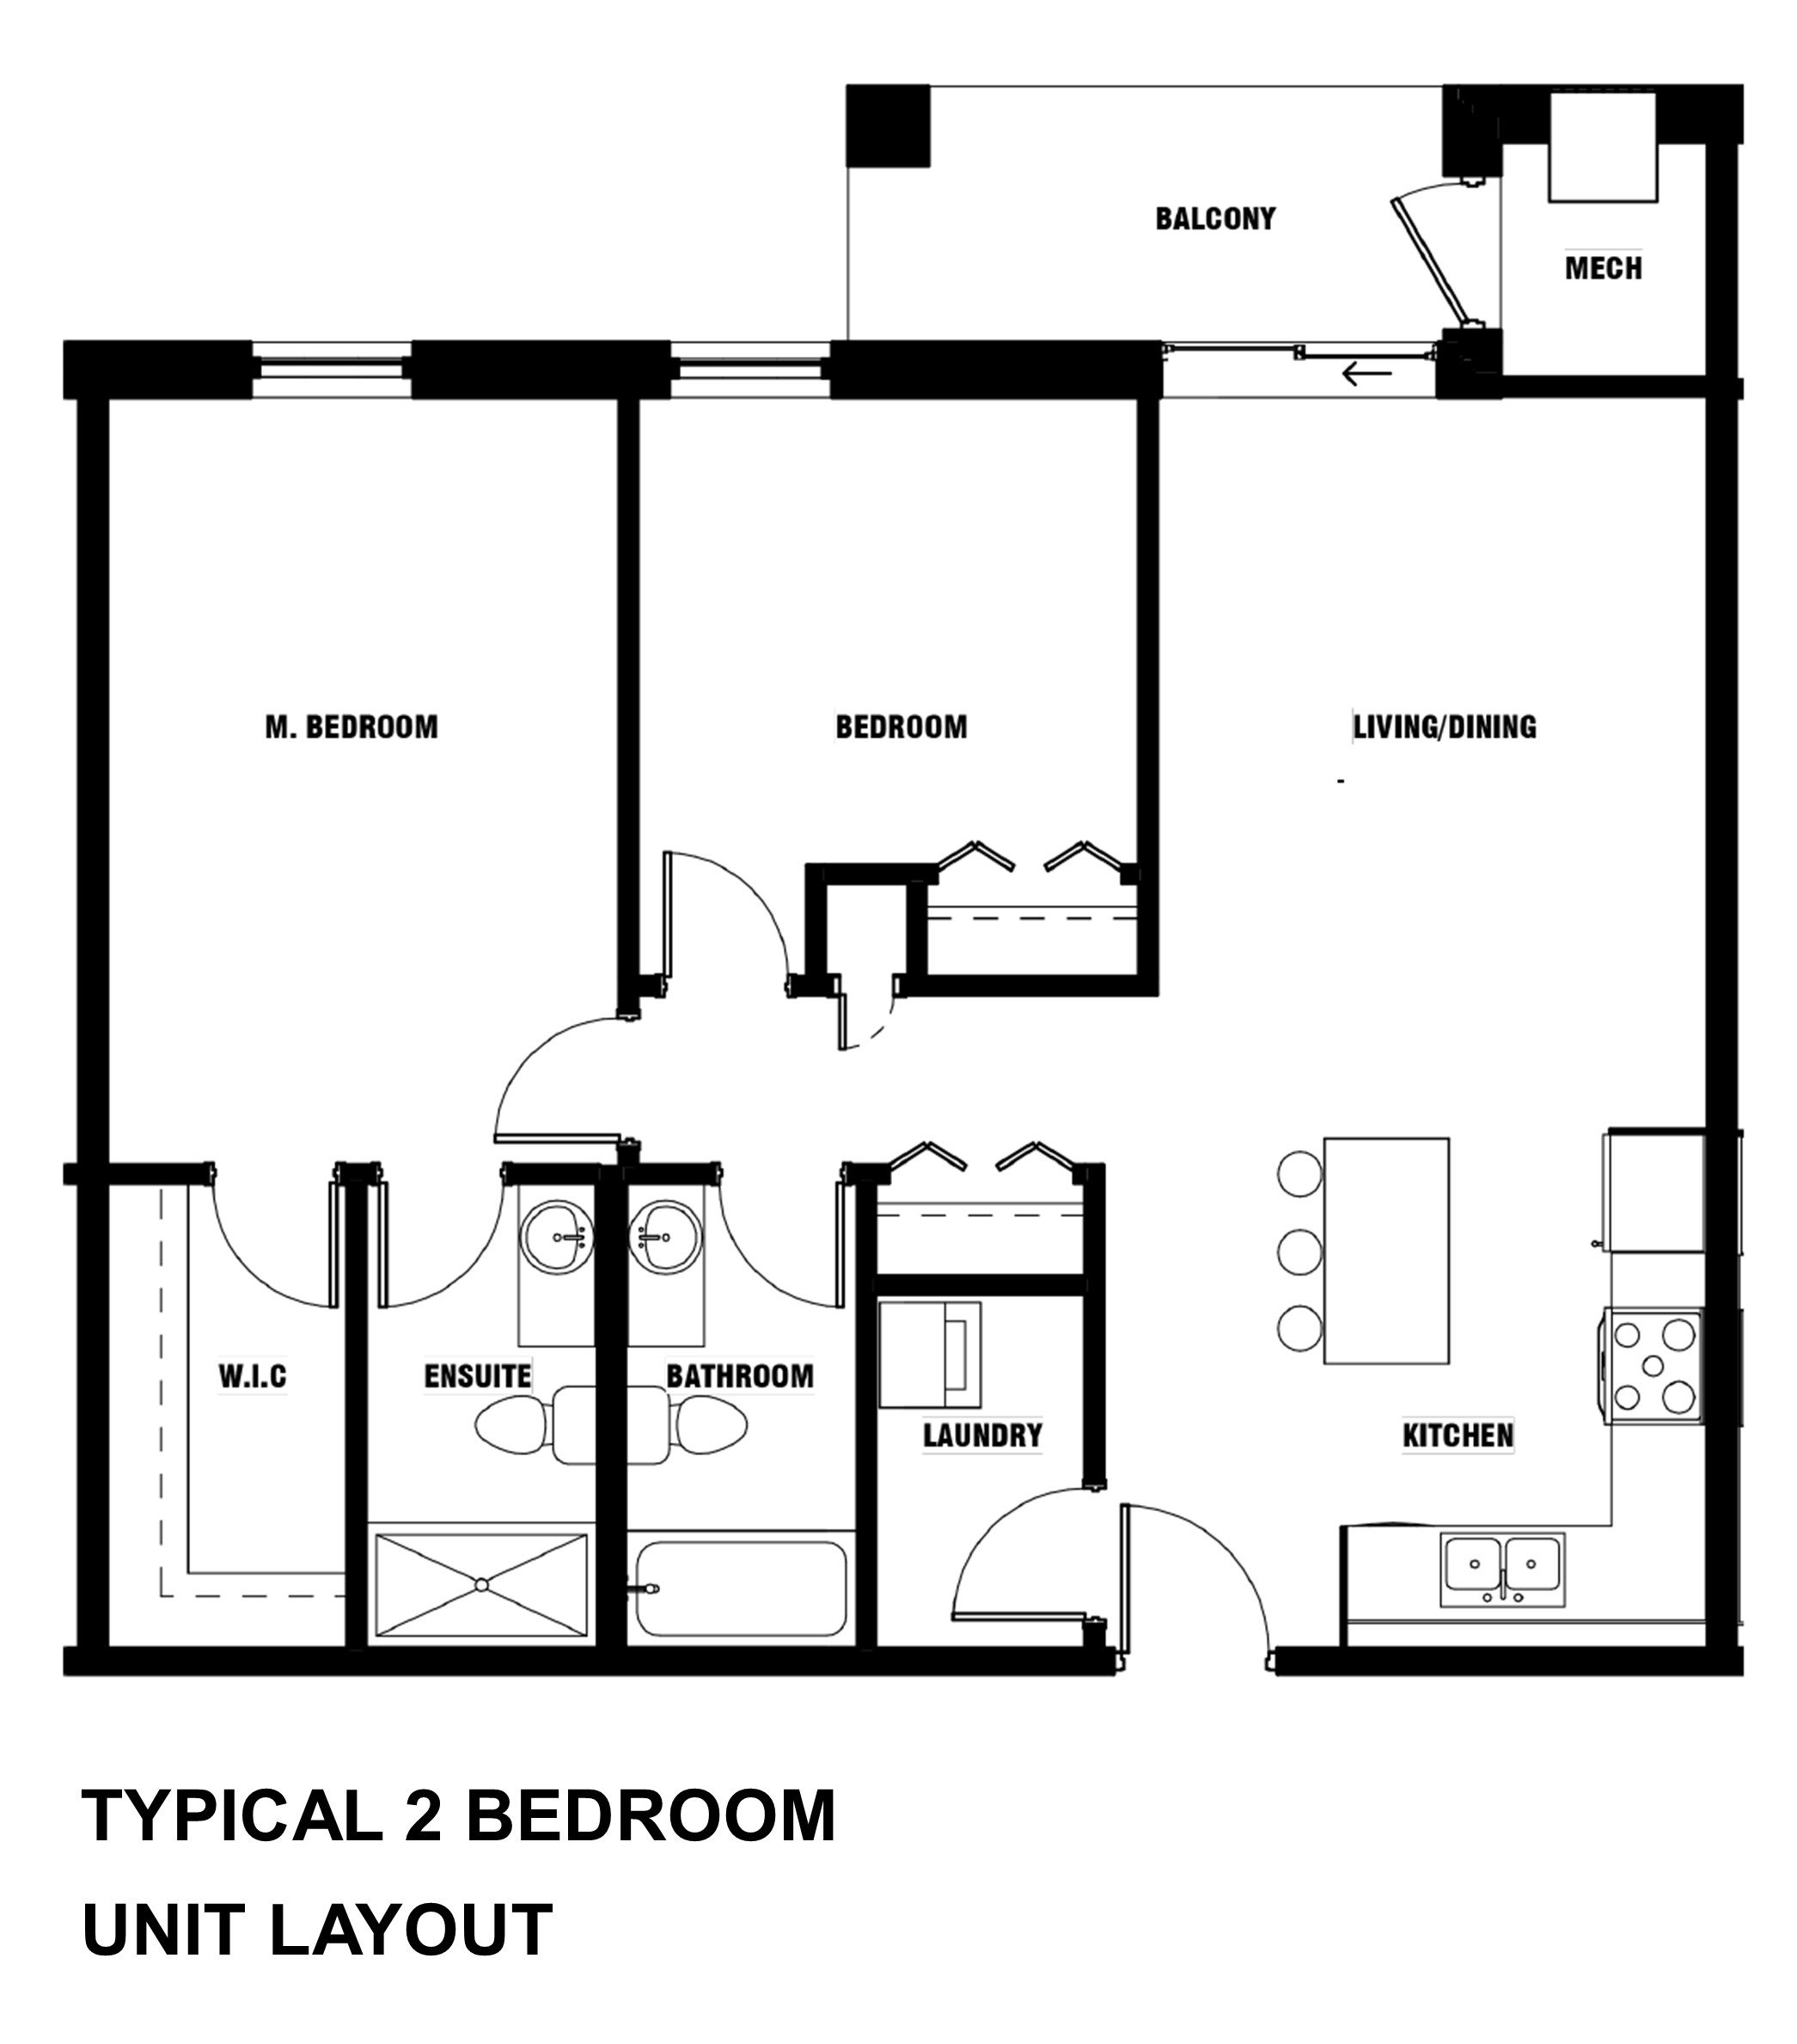 BALCONY
MECH
M. BEDROOM
BEDROOM
LIVING/DINING
W.I.C
ENSUITE
BATHROOM
LAUNDRY
KITCHEN
TYPICAL 2 BEDROOM
UNIT LAYOUT